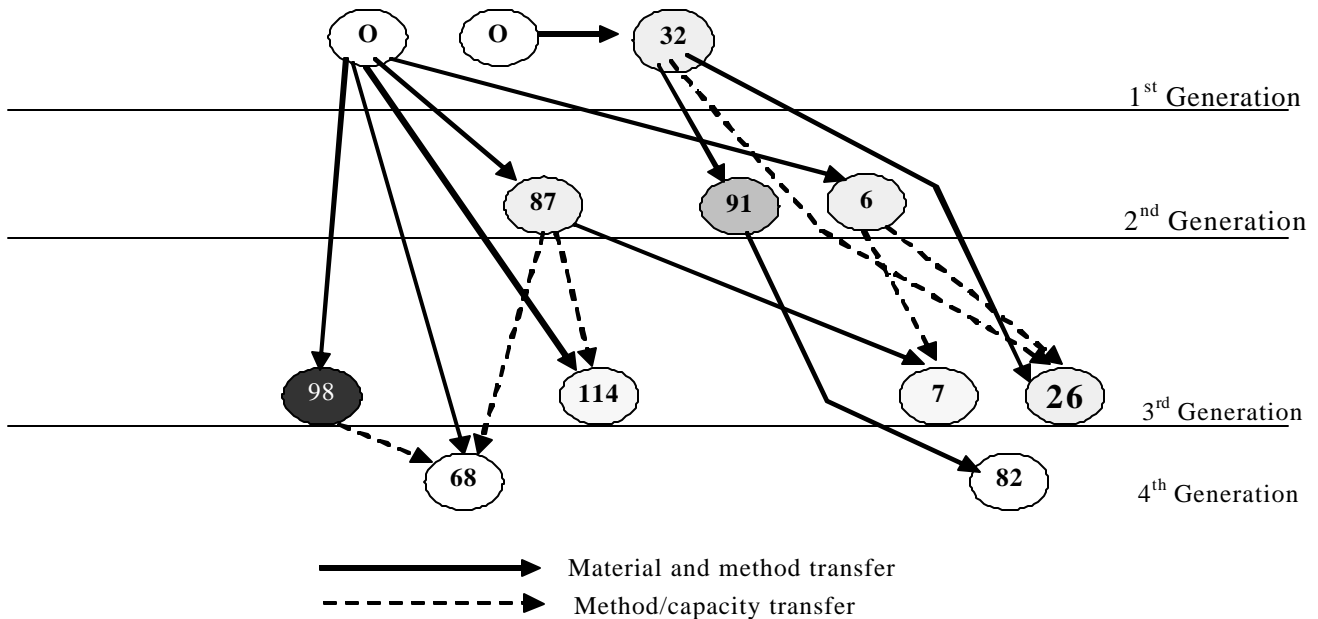 O
O
32
1st Generation
87
91
6
2nd Generation
98
114
7
26
3rd Generation
68
82
4th Generation
Material and method transfer
Method/capacity transfer